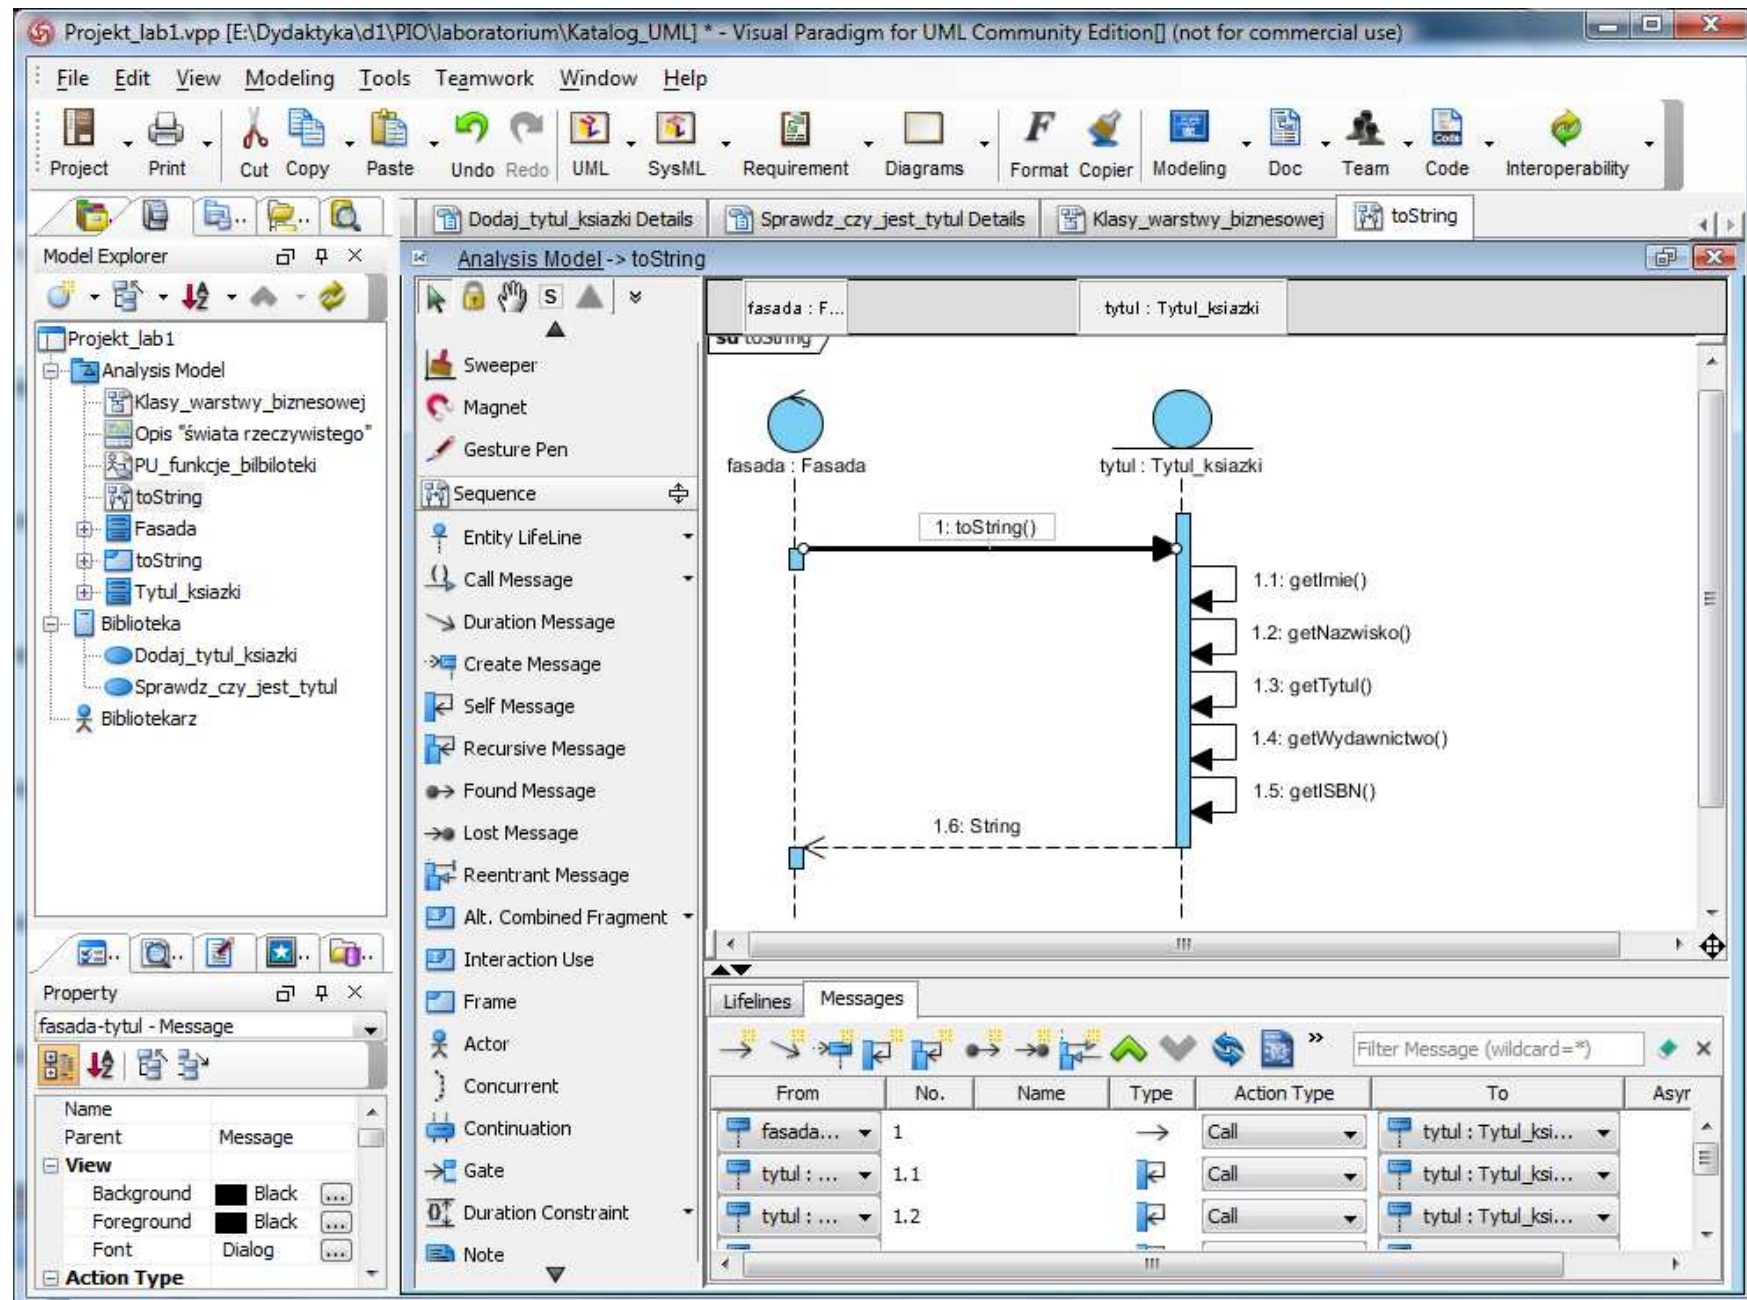 Projekt_lab1.vpp [E:\Dydaktyka\d1\PIO\laboratorium\Katalog_UML] * - Visual Paradigm for UML Community Edition[] (not for commercial use)
File Edit View Modeling Tools Teamwork Window Help
Project Print Cut Copy Paste Undo Redo UML SysML Requirement Diagrams Format Copier Modeling Doc Team Code Interoperability
Dodaj_tytul_ksiazki Details Sprawdz_czy_jest_tytul Details Klasy_warstwy_biznesowej toString
Model Explorer
Projekt_lab1
Analysis Model
Klasy_warstwy_biznesowej
Opis "świata rzeczywistego"
PU_funkcje_bilbiloteki
toString
Fasada
toString
Tytul_ksiazki
Biblioteka
Dodaj_tytul_ksiazki
Sprawdz_czy_jest_tytul
Bibliotekarz
Property
fasada-tytul - Message
Name
Parent Message
View
Background Black ...
Foreground Black ...
Font Dialog ...
Action Type
Analysis Model -> toString
S
Sweeper
Magnet
Gesture Pen
Sequence
Entity LifeLine
Call Message
Duration Message
Create Message
Self Message
Recursive Message
Found Message
Lost Message
Reentrant Message
Alt. Combined Fragment
Interaction Use
Frame
Actor
Concurrent
Continuation
Gate
Duration Constraint
Note
fasada : F... tytul : Tytul_ksiazki
sd toString
fasada : Fasada tytul : Tytul_ksiazki
1: toString()
1.1: getImie()
1.2: getNazwisko()
1.3: getTytul()
1.4: getWydawnictwo()
1.5: getISBN()
1.6: String
Lifelines Messages
Filter Message (wildcard=*)
From No. Name Type Action Type To Asyr
fasada... 1 Call tytul : Tytul_ksi...
tytul : ... 1.1 Call tytul : Tytul_ksi...
tytul : ... 1.2 Call tytul : Tytul_ksi...